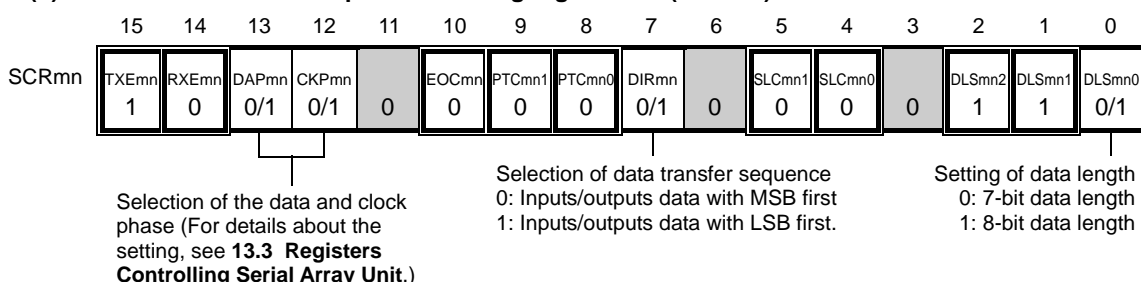 15 14 13 12 11 10 9 8 7 6 5 4 3 2 1 0
SCRmn TXEmn RXEmn DAPmn CKPmn EOCmn PTCmn1 PTCmn0 DIRmn SLCmn1 SLCmn0 DLSmn2 DLSmn1 DLSmn0
1 0 0/1 0/1 0 0 0 0 0/1 0 0 0 0 1 1 0/1
Selection of the data and clock
phase (For details about the
setting, see 13.3 Registers
Controlling Serial Array Unit.)
Selection of data transfer sequence
0: Inputs/outputs data with MSB first
1: Inputs/outputs data with LSB first.
Setting of data length
0: 7-bit data length
1: 8-bit data length